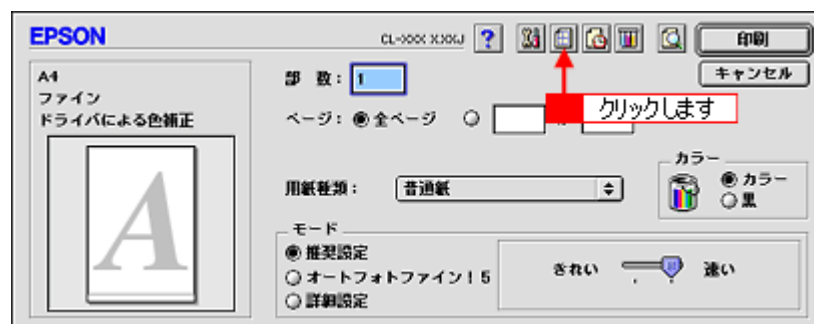 EPSON
CL-XXX X.XXJ
?
印刷
キャンセル
A4
ファイン
ドライバによる色補正
部 数：1
クリックします
ページ：全ページ
用紙種類：普通紙
カラー
カラー
黒
モード
推奨設定
オートフォトファイン！5
詳細設定
きれい 速い
A